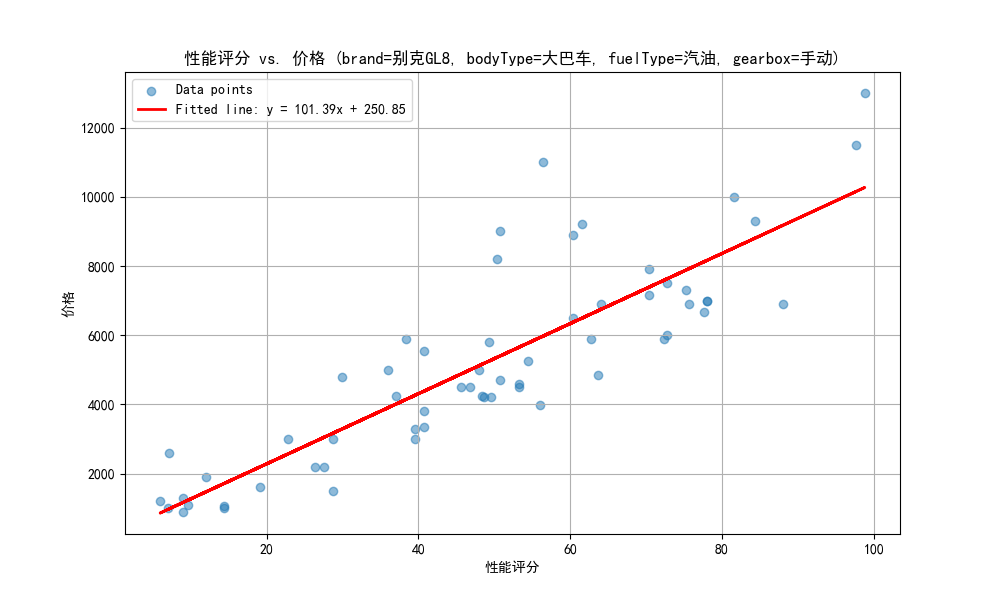 性能评分 vs. 价格 (brand=别克GL8, bodyType=大巴车, fuelType=汽油, gearbox=手动)
Data points
Fitted line: y = 101.39x + 250.85
12000
10000
8000
6000
4000
2000
价格
20 40 60 80 100
性能评分